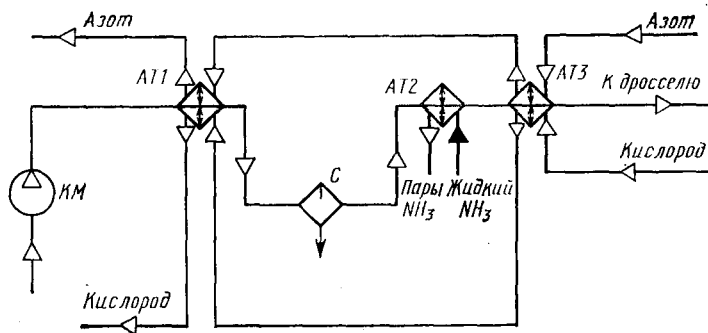 Азот
Азот
АТ1
АТ2
АТ3
К дросселю
КМ
С
Кислород
Пары Жидкий
NH₃ NH₃
Кислород